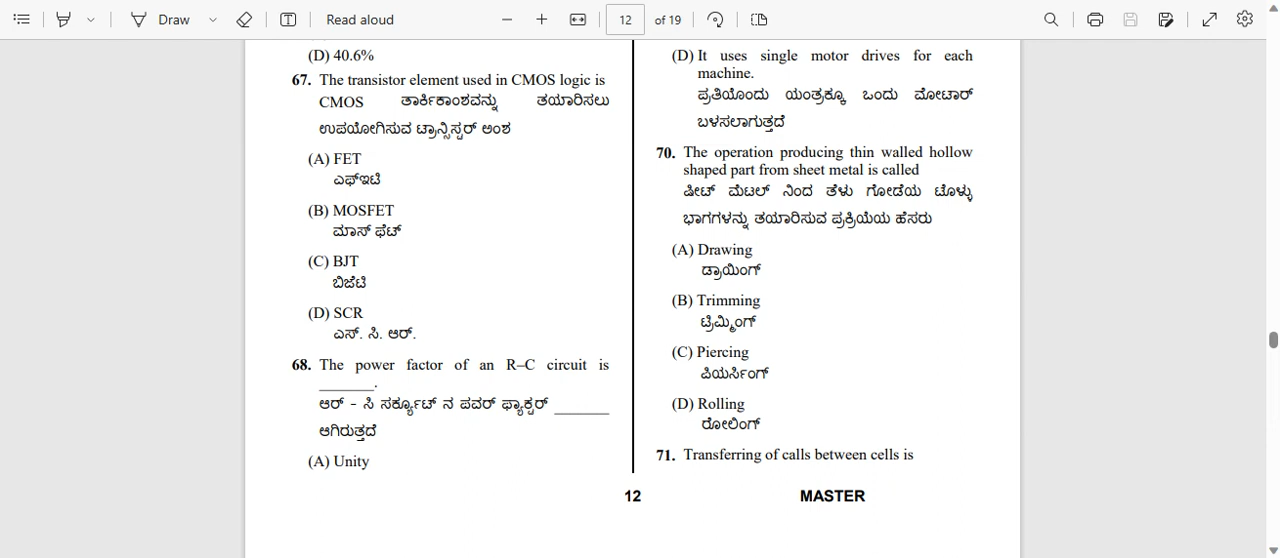 Draw
Read aloud
12
of 19
(D) 40.6%
67. The transistor element used in CMOS logic is
CMOS ತಾರ್ಕಿಕಾಂಶವನ್ನು ತಯಾರಿಸಲು
ಉಪಯೋಗಿಸುವ ಟ್ರಾನ್ಸಿಸ್ಟರ್ ಅಂಶ
(A) FET
ಎಫ್ಇಟಿ
(B) MOSFET
ಮಾಸ್ ಫೆಟ್
(C) BJT
ಬಿಜೆಟಿ
(D) SCR
ಎಸ್. ಸಿ. ಆರ್.
68. The power factor of an R–C circuit is
_______.
ಆರ್ - ಸಿ ಸರ್ಕ್ಯೂಟ್ ನ ಪವರ್ ಫ್ಯಾಕ್ಟರ್ _______
ಆಗಿರುತ್ತದೆ
(A) Unity
(D) It uses single motor drives for each
machine.
ಪ್ರತಿಯೊಂದು ಯಂತ್ರಕ್ಕೂ ಒಂದು ಮೋಟಾರ್
ಬಳಸಲಾಗುತ್ತದೆ
70. The operation producing thin walled hollow
shaped part from sheet metal is called
ಷೀಟ್ ಮೆಟಲ್ ನಿಂದ ತೆಳು ಗೋಡೆಯ ಟೊಳ್ಳು
ಭಾಗಗಳನ್ನು ತಯಾರಿಸುವ ಪ್ರಕ್ರಿಯೆಯ ಹೆಸರು
(A) Drawing
ಡ್ರಾಯಿಂಗ್
(B) Trimming
ಟ್ರಿಮ್ಮಿಂಗ್
(C) Piercing
ಪಿಯರ್ಸಿಂಗ್
(D) Rolling
ರೋಲಿಂಗ್
71. Transferring of calls between cells is
12
MASTER